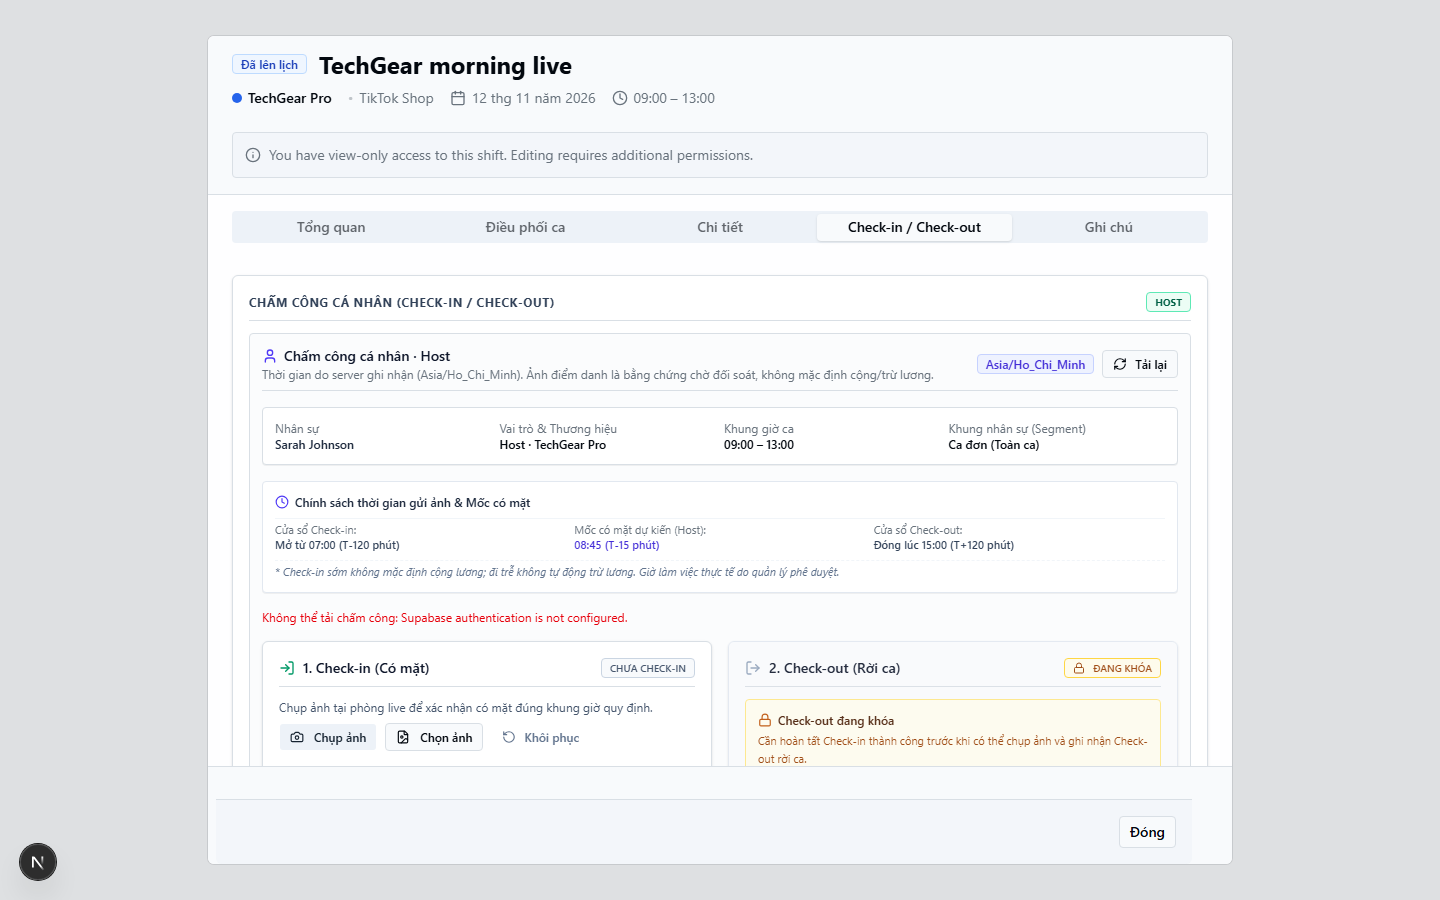 Đã lên lịch TechGear morning live
TechGear Pro • TikTok Shop 12 thg 11 năm 2026 09:00 – 13:00
You have view-only access to this shift. Editing requires additional permissions.
Tổng quan Điều phối ca Chi tiết Check-in / Check-out Ghi chú
CHẤM CÔNG CÁ NHÂN (CHECK-IN / CHECK-OUT) HOST
Chấm công cá nhân · Host
Thời gian do server ghi nhận (Asia/Ho_Chi_Minh). Ảnh điểm danh là bằng chứng chờ đối soát, không mặc định cộng/trừ lương.
Asia/Ho_Chi_Minh Tải lại
Nhân sự Vai trò & Thương hiệu Khung giờ ca Khung nhân sự (Segment)
Sarah Johnson Host · TechGear Pro 09:00 – 13:00 Ca đơn (Toàn ca)
Chính sách thời gian gửi ảnh & Mốc có mặt
Cửa sổ Check-in: Mốc có mặt dự kiến (Host): Cửa sổ Check-out:
Mở từ 07:00 (T-120 phút) 08:45 (T-15 phút) Đóng lúc 15:00 (T+120 phút)
* Check-in sớm không mặc định cộng lương; đi trễ không tự động trừ lương. Giờ làm việc thực tế do quản lý phê duyệt.
Không thể tải chấm công: Supabase authentication is not configured.
1. Check-in (Có mặt) CHƯA CHECK-IN
Chụp ảnh tại phòng live để xác nhận có mặt đúng khung giờ quy định.
Chụp ảnh Chọn ảnh Khôi phục
2. Check-out (Rời ca) ĐANG KHÓA
Check-out đang khóa
Cần hoàn tất Check-in thành công trước khi có thể chụp ảnh và ghi nhận Check-
out rời ca.
Đóng